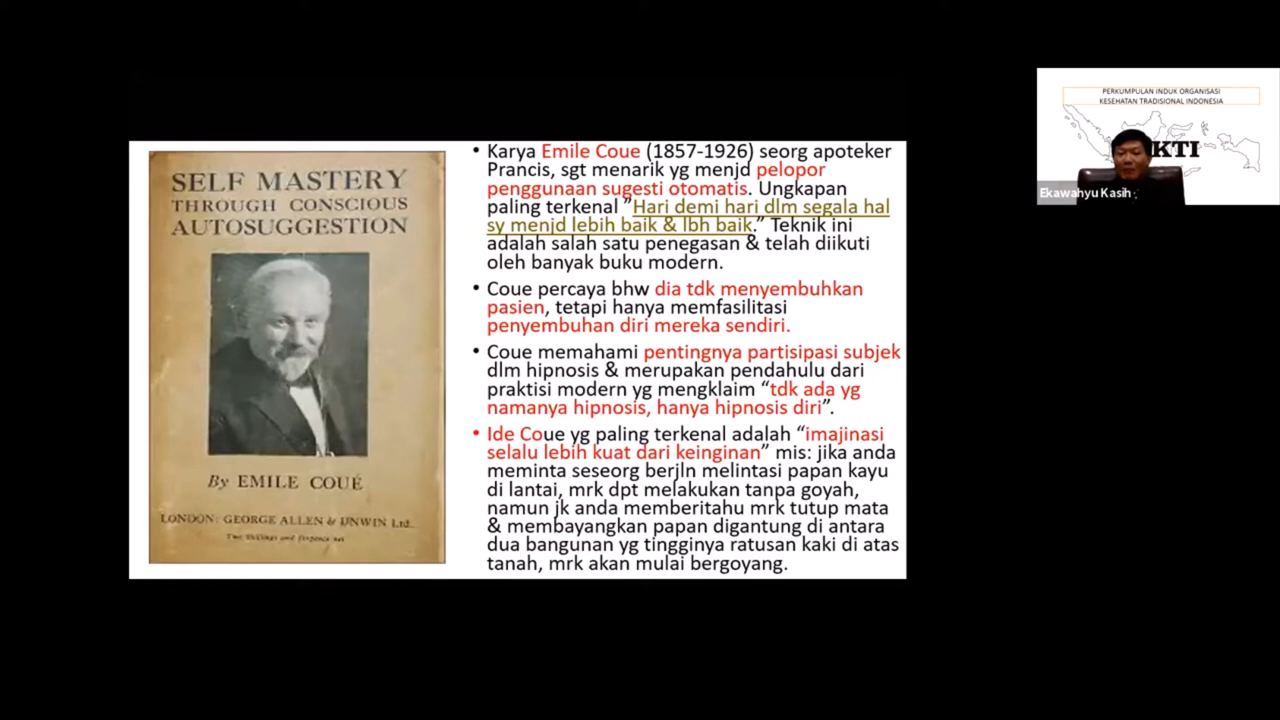 SELF MASTERY
THROUGH CONSCIOUS
AUTOSUGGESTION
By EMILE COUÉ
LONDON: GEORGE ALLEN & UNWIN Ltd.
Two Shillings and Sixpence net
• Karya Emile Coue (1857-1926) seorg apoteker
Prancis, sgt menarik yg menjd pelopor
penggunaan sugesti otomatis. Ungkapan
paling terkenal "Hari demi hari dlm segala hal
sy menjd lebih baik & lbh baik." Teknik ini
adalah salah satu penegasan & telah diikuti
oleh banyak buku modern.
• Coue percaya bhw dia tdk menyembuhkan
pasien, tetapi hanya memfasilitasi
penyembuhan diri mereka sendiri.
• Coue memahami pentingnya partisipasi subjek
dlm hipnosis & merupakan pendahulu dari
praktisi modern yg mengklaim "tdk ada yg
namanya hipnosis, hanya hipnosis diri".
• Ide Coue yg paling terkenal adalah "imajinasi
selalu lebih kuat dari keinginan" mis: jika anda
meminta seseorg berjln melintasi papan kayu
di lantai, mrk dpt melakukan tanpa goyah,
namun jk anda memberitahu mrk tutup mata
& membayangkan papan digantung di antara
dua bangunan yg tingginya ratusan kaki di atas
tanah, mrk akan mulai bergoyang.
PERKUMPULAN INDUK ORGANISASI
KESEHATAN TRADISIONAL INDONESIA
KTI
Ekawahyu Kasih